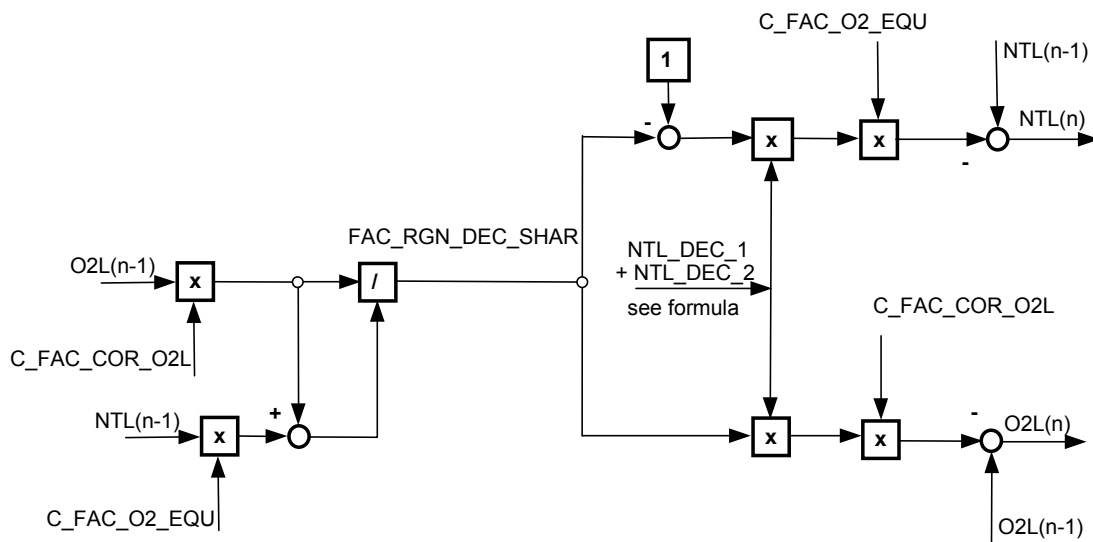 C_FAC_O2_EQU
1
NTL(n-1)
-
NTL(n)
x
x
-
FAC_RGN_DEC_SHAR
NTL_DEC_1
+ NTL_DEC_2
see formula
O2L(n-1)
x
/
C_FAC_COR_O2L
C_FAC_COR_O2L
NTL(n-1)
+
x
x
x
-
O2L(n)
C_FAC_O2_EQU
O2L(n-1)